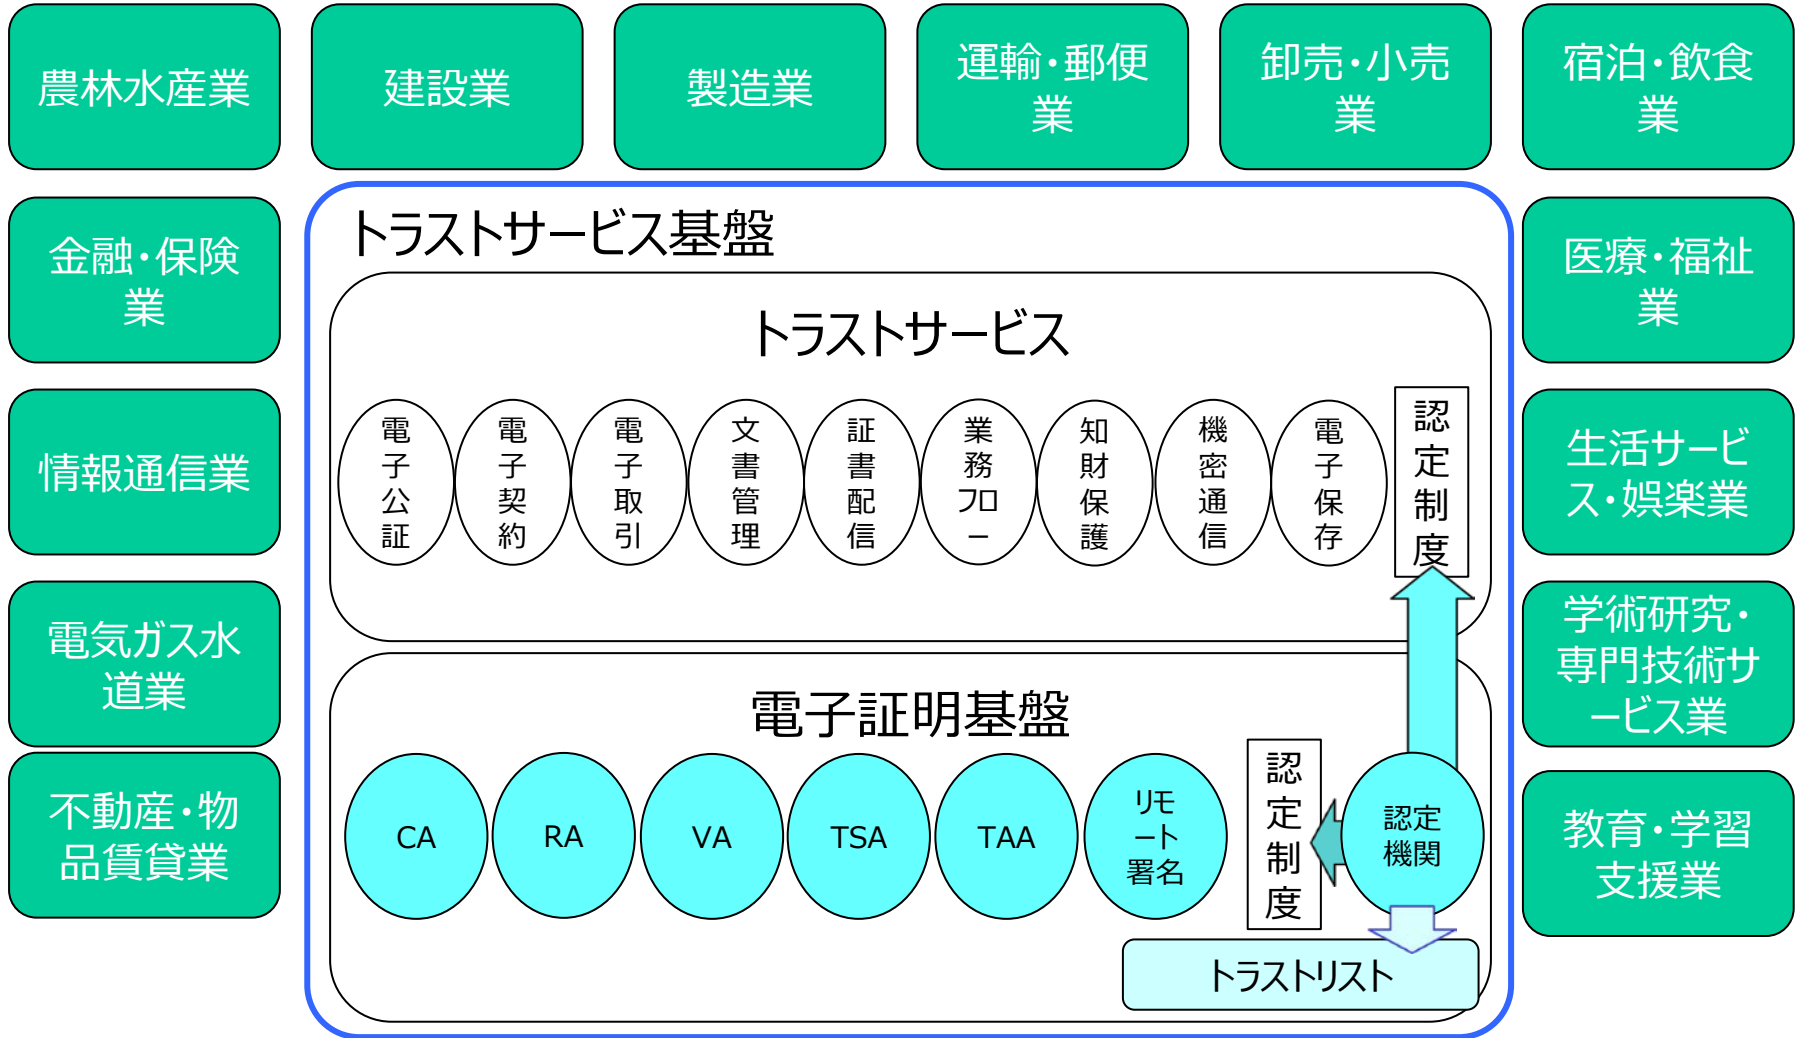 農林水産業
建設業
製造業
運輸・郵便
業
卸売・小売
業
宿泊・飲食
業
金融・保険
業
情報通信業
電気ガス水
道業
不動産・物
品賃貸業
トラストサービス基盤
トラストサービス
電
子
公
証
電
子
契
約
電
子
取
引
文
書
管
理
証
書
配
信
業
務
フロ
ー
知
財
保
護
機
密
通
信
電
子
保
存
認
定
制
度
電子証明基盤
CA
RA
VA
TSA
TAA
リモ
ート
署名
認
定
制
度
認定
機関
トラストリスト
医療・福祉
業
生活サービ
ス・娯楽業
学術研究・
専門技術サ
ービス業
教育・学習
支援業